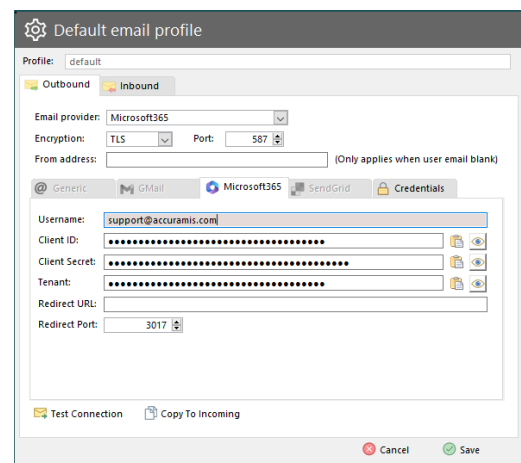 Default email profile
Profile: default
Outbound Inbound
Email provider: Microsoft365
Encryption: TLS Port: 587
From address: (Only applies when user email blank)
@ Generic GMail Microsoft365 SendGrid Credentials
Username: support@accuramis.com
Client ID: ●●●●●●●●●●●●●●●●●●●●●●●●●●●●●●●●●●●●
Client Secret: ●●●●●●●●●●●●●●●●●●●●●●●●●●●●●●●●●●●●●●●●
Tenant: ●●●●●●●●●●●●●●●●●●●●●●●●●●●●●●●●●●●●
Redirect URL:
Redirect Port: 3017
Test Connection Copy To Incoming
Cancel Save